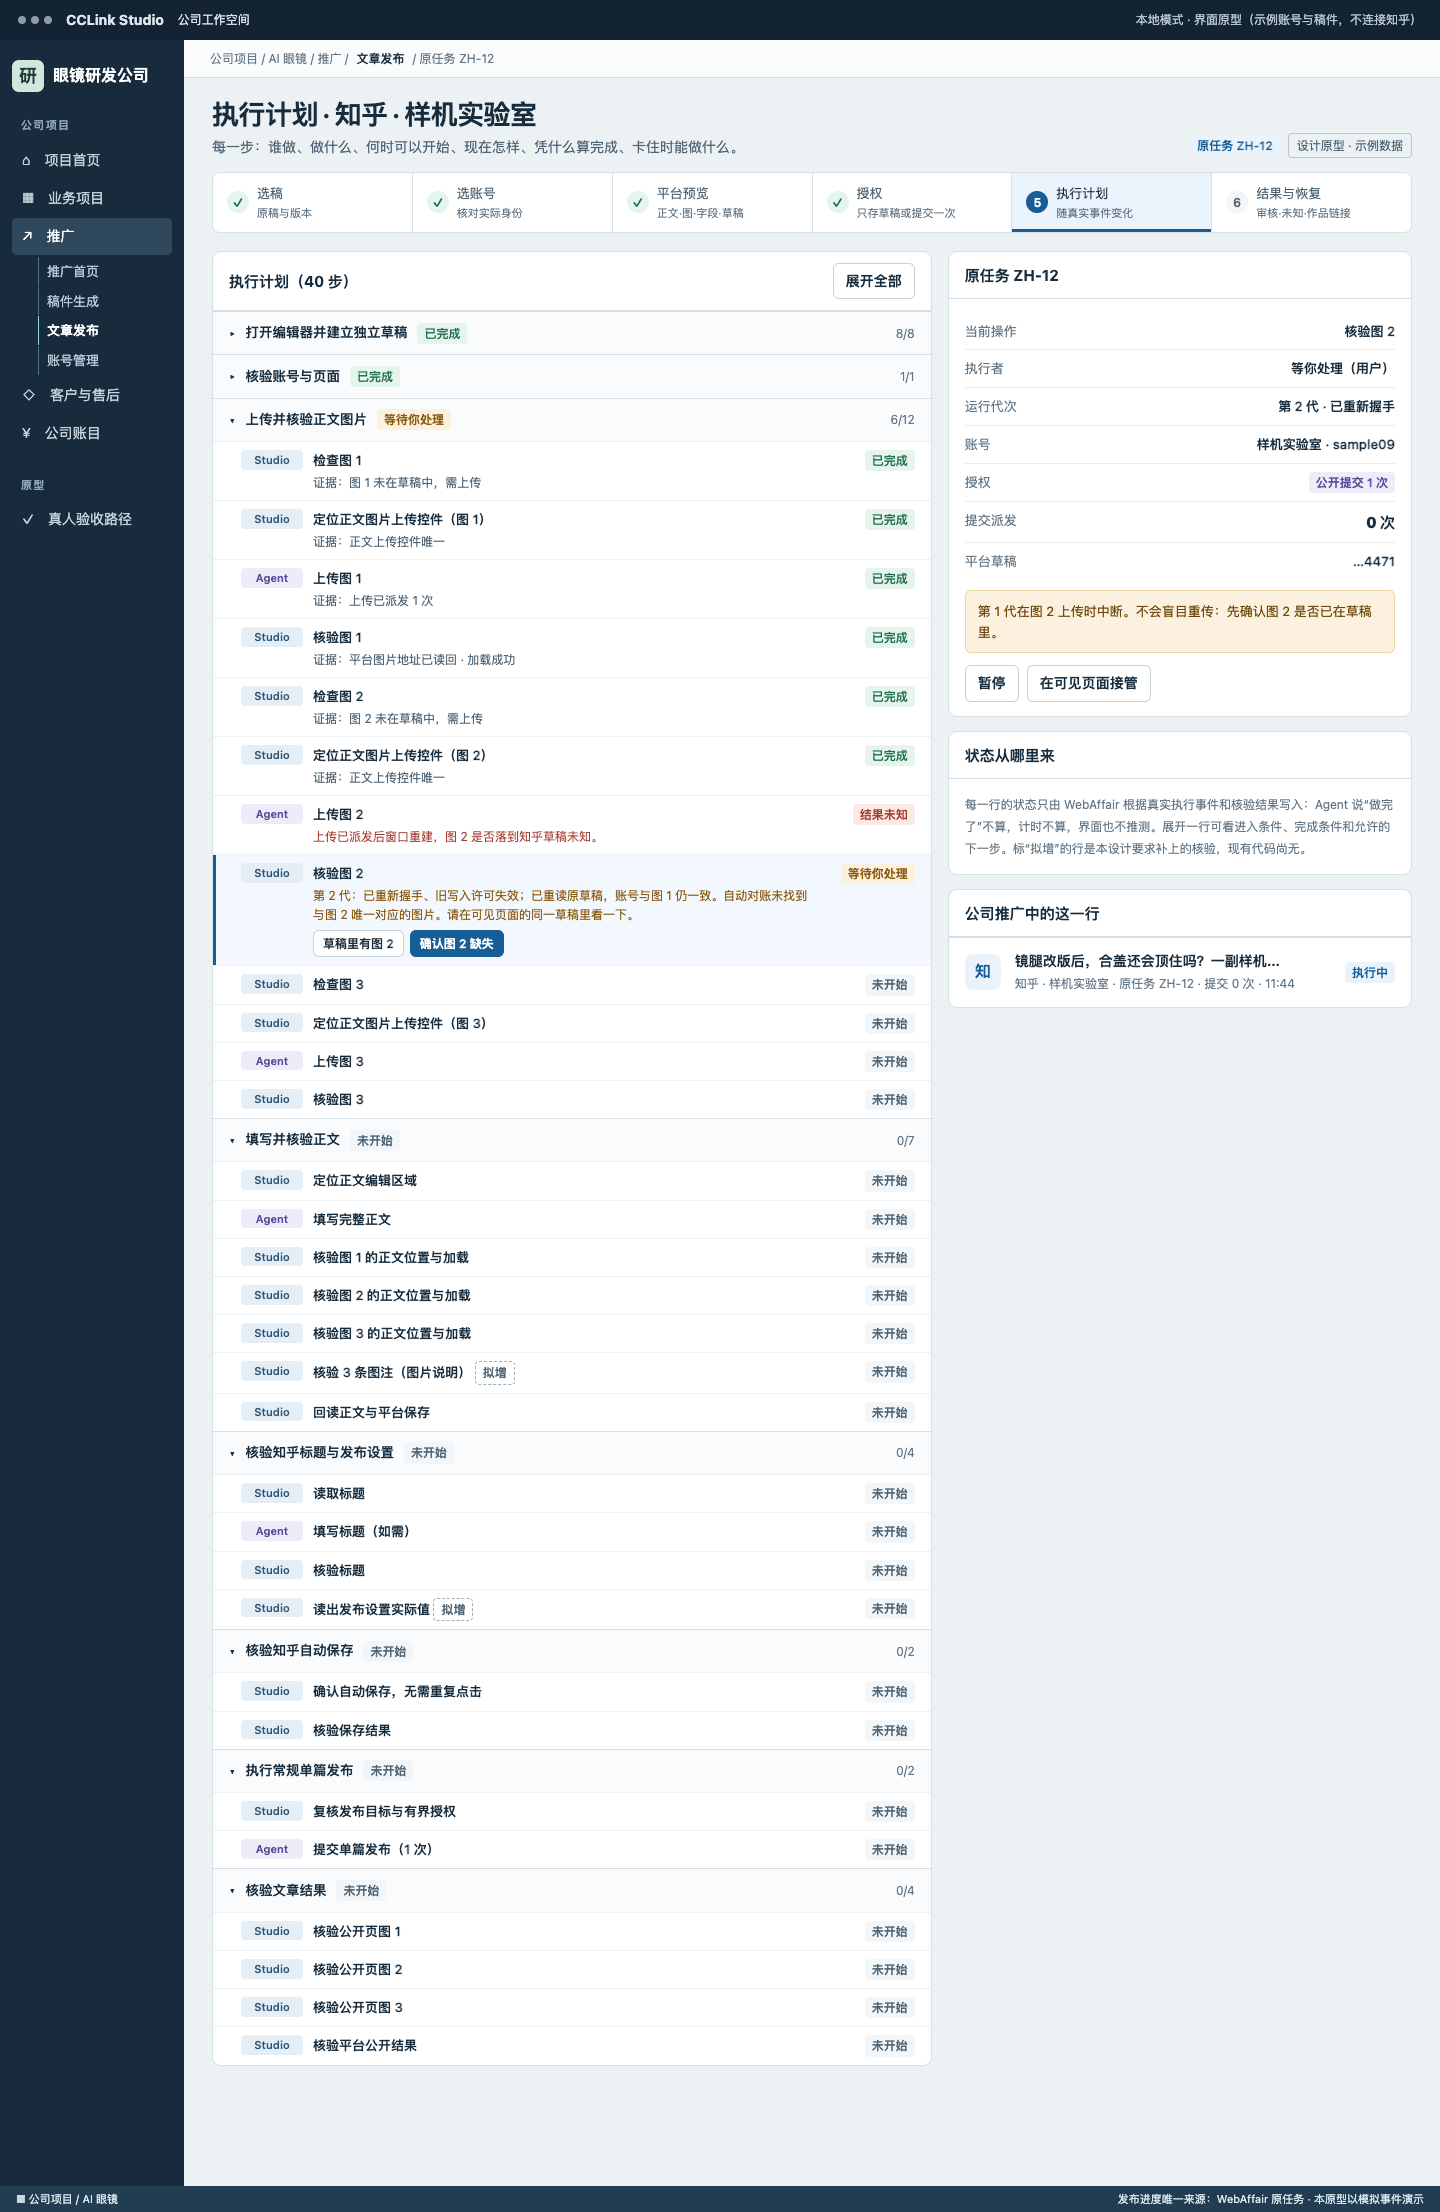 CCLink Studio 公司工作空间
本地模式 · 界面原型（示例账号与稿件，不连接知乎）
研 眼镜研发公司
公司项目
项目首页
业务项目
推广
推广首页
稿件生成
文章发布
账号管理
客户与售后
¥ 公司账目
原型
真人验收路径
公司项目 / AI 眼镜 / 推广 / 文章发布 / 原任务 ZH-12
执行计划 · 知乎 · 样机实验室
每一步：谁做、做什么、何时可以开始、现在怎样、凭什么算完成、卡住时能做什么。
原任务 ZH-12 设计原型 · 示例数据
✓ 选稿
原稿与版本
✓ 选账号
核对实际身份
✓ 平台预览
正文·图·字段·草稿
✓ 授权
只存草稿或提交一次
5 执行计划
随真实事件变化
6 结果与恢复
审核·未知·作品链接
执行计划（40 步） 展开全部
打开编辑器并建立独立草稿 已完成 8/8
核验账号与页面 已完成 1/1
上传并核验正文图片 等待你处理 6/12
Studio 检查图 1 已完成
证据：图 1 未在草稿中，需上传
Studio 定位正文图片上传控件（图 1） 已完成
证据：正文上传控件唯一
Agent 上传图 1 已完成
证据：上传已派发 1 次
Studio 核验图 1 已完成
证据：平台图片地址已读回 · 加载成功
Studio 检查图 2 已完成
证据：图 2 未在草稿中，需上传
Studio 定位正文图片上传控件（图 2） 已完成
证据：正文上传控件唯一
Agent 上传图 2 结果未知
上传已派发后窗口重建，图 2 是否落到知乎草稿未知。
Studio 核验图 2 等待你处理
第 2 代：已重新握手、旧写入许可失效；已重读原草稿，账号与图 1 仍一致。自动对账未找到
与图 2 唯一对应的图片。请在可见页面的同一草稿里看一下。
草稿里有图 2 确认图 2 缺失
Studio 检查图 3 未开始
Studio 定位正文图片上传控件（图 3） 未开始
Agent 上传图 3 未开始
Studio 核验图 3 未开始
填写并核验正文 未开始 0/7
Studio 定位正文编辑区域 未开始
Agent 填写完整正文 未开始
Studio 核验图 1 的正文位置与加载 未开始
Studio 核验图 2 的正文位置与加载 未开始
Studio 核验图 3 的正文位置与加载 未开始
Studio 核验 3 条图注（图片说明） 拟增 未开始
Studio 回读正文与平台保存 未开始
核验知乎标题与发布设置 未开始 0/4
Studio 读取标题 未开始
Agent 填写标题（如需） 未开始
Studio 核验标题 未开始
Studio 读出发布设置实际值 拟增 未开始
核验知乎自动保存 未开始 0/2
Studio 确认自动保存，无需重复点击 未开始
Studio 核验保存结果 未开始
执行常规单篇发布 未开始 0/2
Studio 复核发布目标与有界授权 未开始
Agent 提交单篇发布（1 次） 未开始
核验文章结果 未开始 0/4
Studio 核验公开页图 1 未开始
Studio 核验公开页图 2 未开始
Studio 核验公开页图 3 未开始
Studio 核验平台公开结果 未开始
原任务 ZH-12
当前操作 核验图 2
执行者 等你处理（用户）
运行代次 第 2 代 · 已重新握手
账号 样机实验室 · sample09
授权 公开提交 1 次
提交派发 0 次
平台草稿 …4471
第 1 代在图 2 上传时中断。不会盲目重传：先确认图 2 是否已在草稿
里。
暂停 在可见页面接管
状态从哪里来
每一行的状态只由 WebAffair 根据真实执行事件和核验结果写入：Agent 说“做完
了”不算，计时不算，界面也不推测。展开一行可看进入条件、完成条件和允许的
下一步。标“拟增”的行是本设计要求补上的核验，现有代码尚无。
公司推广中的这一行
知 镜腿改版后，合盖还会顶住吗？一副样机… 执行中
知乎 · 样机实验室 · 原任务 ZH-12 · 提交 0 次 · 11:44
公司项目 / AI 眼镜
发布进度唯一来源：WebAffair 原任务 · 本原型以模拟事件演示